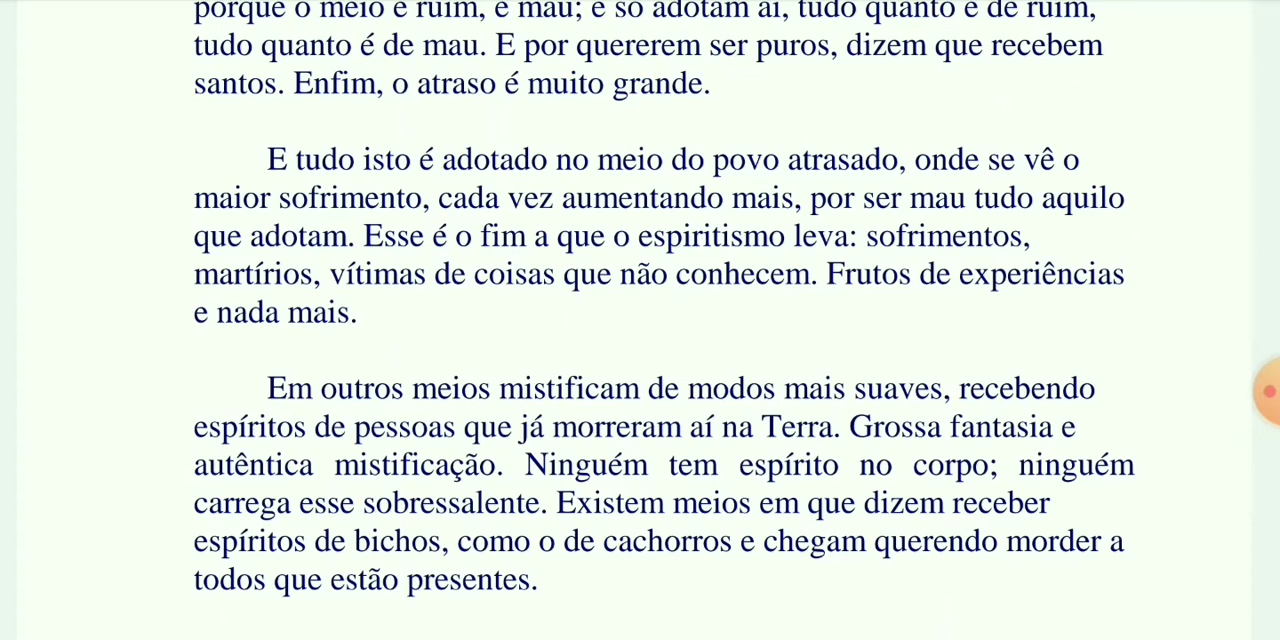 porque o meio é ruim, é mau; e só adotam aí, tudo quanto é de ruim,
tudo quanto é de mau. E por quererem ser puros, dizem que recebem
santos. Enfim, o atraso é muito grande.
E tudo isto é adotado no meio do povo atrasado, onde se vê o
maior sofrimento, cada vez aumentando mais, por ser mau tudo aquilo
que adotam. Esse é o fim a que o espiritismo leva: sofrimentos,
martírios, vítimas de coisas que não conhecem. Frutos de experiências
e nada mais.
Em outros meios mistificam de modos mais suaves, recebendo
espíritos de pessoas que já morreram aí na Terra. Grossa fantasia e
autêntica mistificação. Ninguém tem espírito no corpo; ninguém
carrega esse sobressalente. Existem meios em que dizem receber
espíritos de bichos, como o de cachorros e chegam querendo morder a
todos que estão presentes.